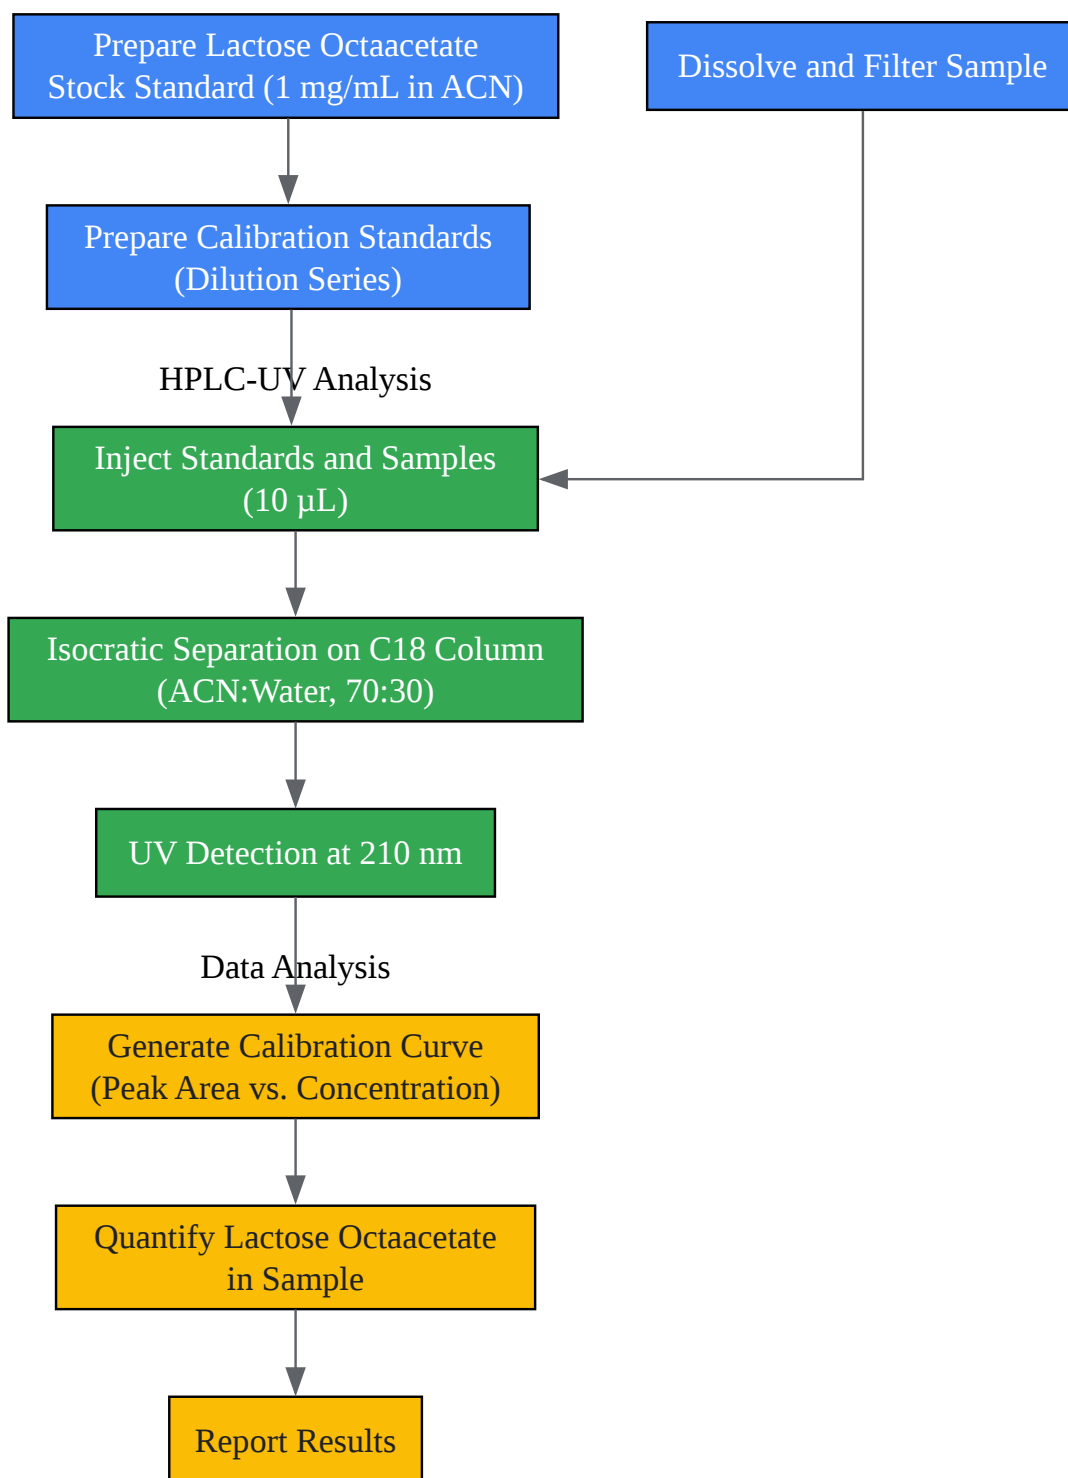 Prepare Lactose Octaacetate
Stock Standard (1 mg/mL in ACN)
Dissolve and Filter Sample
Prepare Calibration Standards
(Dilution Series)
HPLC-UV Analysis
Inject Standards and Samples
(10 µL)
Isocratic Separation on C18 Column
(ACN:Water, 70:30)
UV Detection at 210 nm
Data Analysis
Generate Calibration Curve
(Peak Area vs. Concentration)
Quantify Lactose Octaacetate
in Sample
Report Results